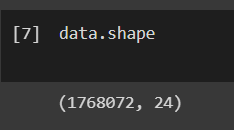 [7] data.shape
(1768072, 24)